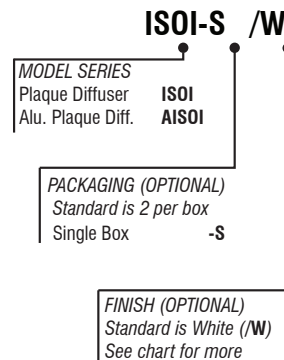 ISOI-S /W
MODEL SERIES
Plaque Diffuser ISOI
Alu. Plaque Diff. AISOI
PACKAGING (OPTIONAL)
Standard is 2 per box
Single Box -S
FINISH (OPTIONAL)
Standard is White (/W)
See chart for more